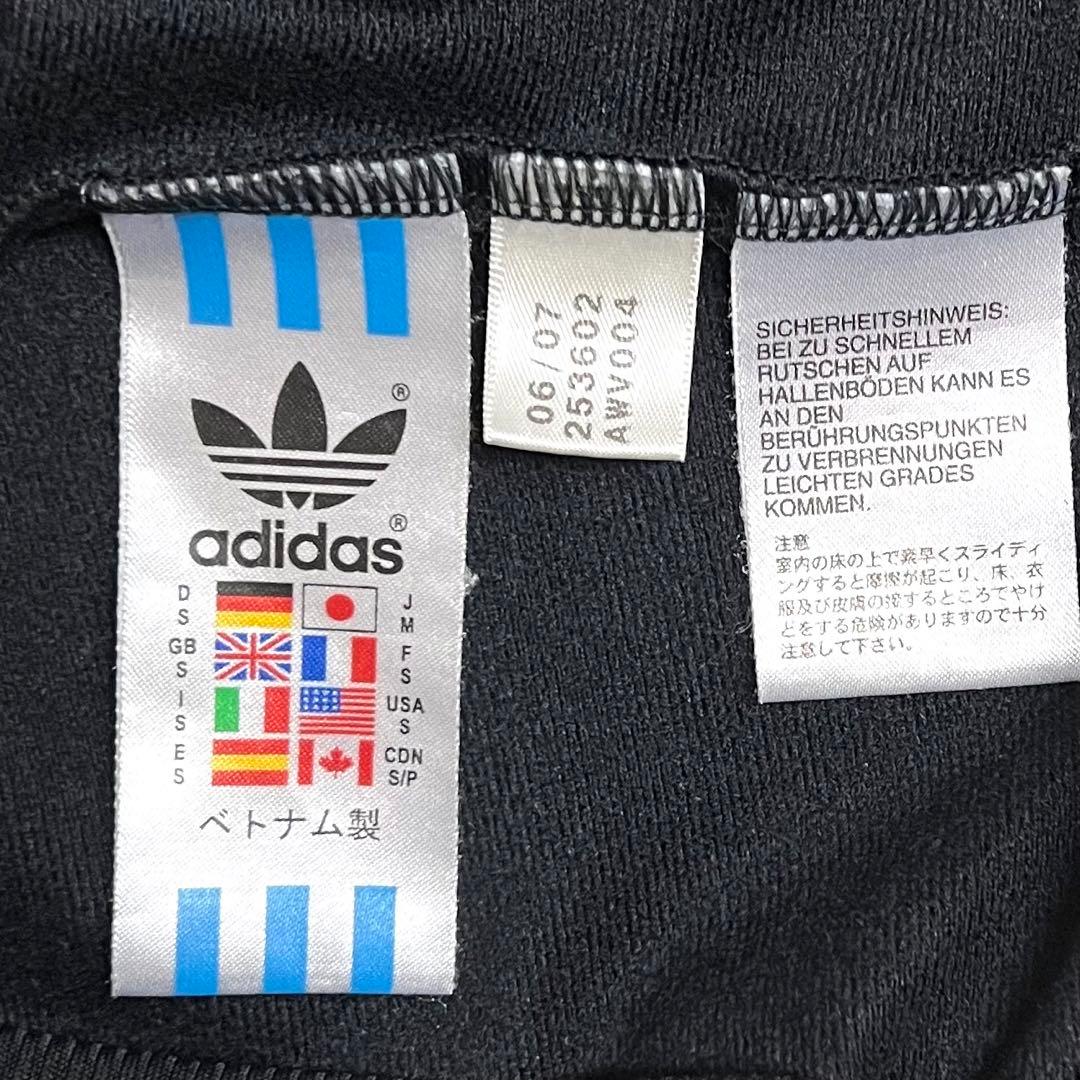 ®
adidas®
D
S
GB
S
I
S
E
S
J
M
F
S
USA
S
CDN
S/P
ベトナム製
06/07
253602
AWV004
SICHERHEITSHINWEIS:
BEI ZU SCHNELLEM
RUTSCHEN AUF
HALLENBÖDEN KANN ES
AN DEN
BERÜHRUNGSPUNKTEN
ZU VERBRENNUNGEN
LEICHTEN GRADES
KOMMEN.
注意
室内の床の上で素早くスライディ
ングすると摩擦が起こり、床、衣
服及び皮膚の接するところでやけ
どをする危険がありますので十分
注意して下さい。